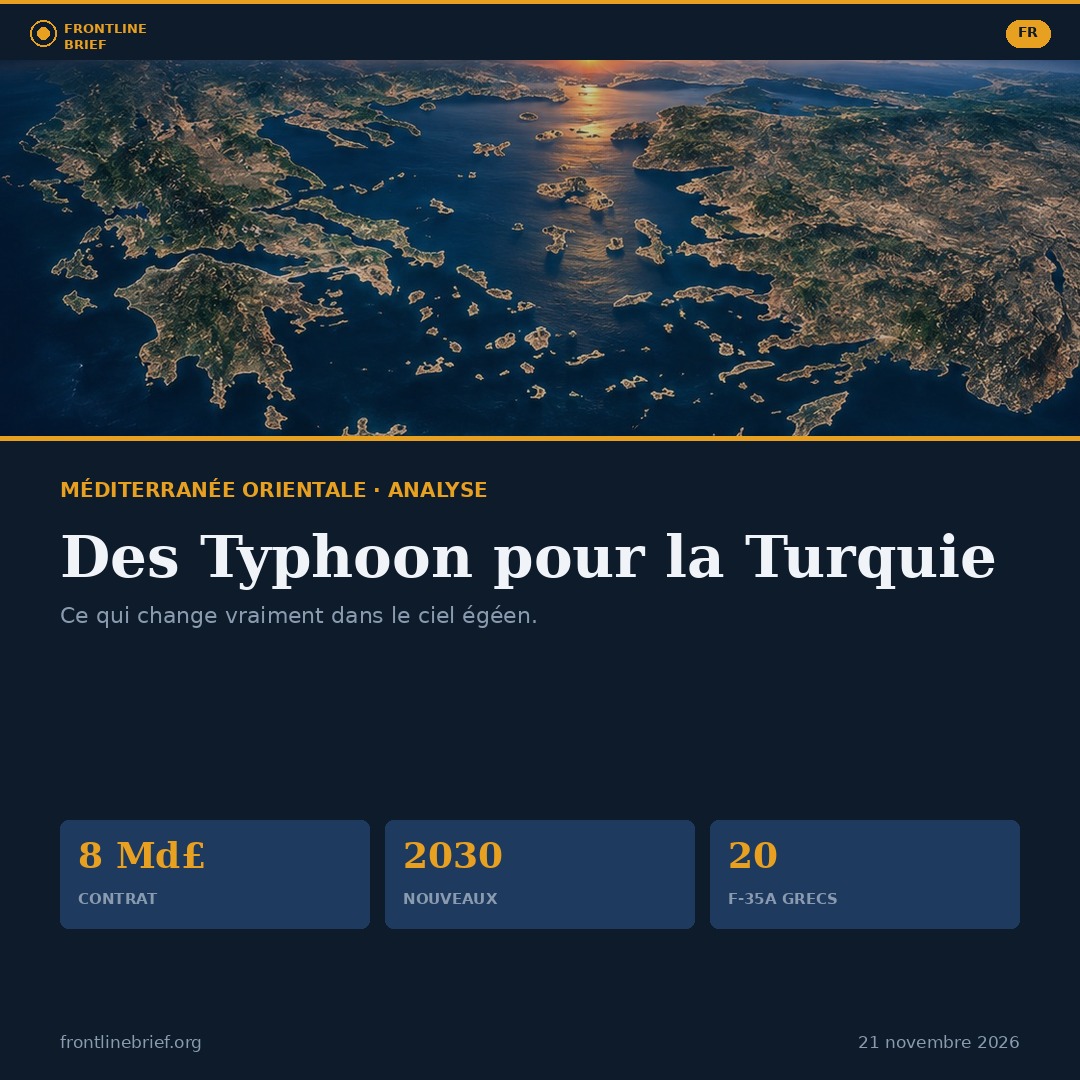 FRONTLINE
BRIEF
FR
MÉDITERRANÉE ORIENTALE · ANALYSE
Des Typhoon pour la Turquie
Ce qui change vraiment dans le ciel égéen.
8 Md£
CONTRAT
2030
NOUVEAUX
20
F-35A GRECS
frontlinebrief.org
21 novembre 2026